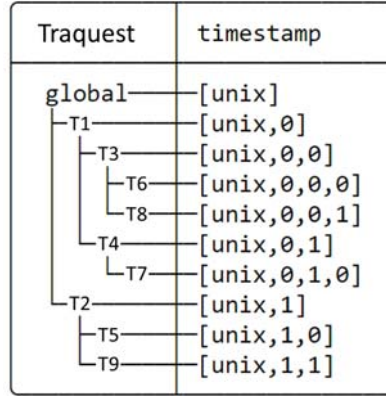 Traquest timestamp
global [unix]
T1 [unix,0]
T3 [unix,0,0]
T6 [unix,0,0,0]
T8 [unix,0,0,1]
T4 [unix,0,1]
T7 [unix,0,1,0]
T2 [unix,1]
T5 [unix,1,0]
T9 [unix,1,1]